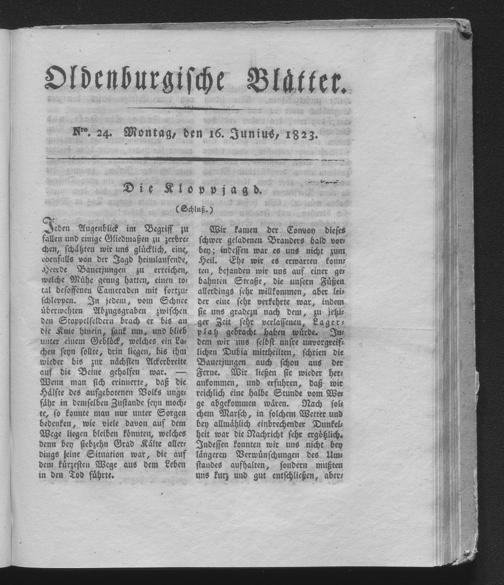 Oldenburgische Blätter.
Nro. 24. Montag, den 16. Junius, 1823.
Die Kloppjagd.
(Schluß.)
Jeden Augenblick im Begriff zu
fallen und einige Gliedmaßen zu zerbre-
chen, schätzten wir uns glücklich, eine,
ebenfalls von der Jagd heimlaufende,
Heerde Bauerjungen zu erreichen,
welche Mühe genug hatten, einen to-
tal besoffenen Cameraden mit fortzu-
schleppen. In jedem, vom Schnee
überwehten Abzugsgraben zwischen
den Stoppelfeldern brach er bis an
die Knie hinein, sank um, und blieb
unter einem Geblöck, welches ein La-
chen seyn sollte, drin liegen, bis ihm
wieder bis zur nächsten Ackerbreite
auf die Beine geholfen war. —
Wenn man sich erinnerte, daß die
Hälfte des aufgebotenen Volks unge-
fähr in demselben Zustande seyn moch-
te, so konnte man nur unter Sorgen
bedenken, wie viele davon auf dem
Wege liegen bleiben könnten, welches
denn bey siebzehn Grad Kälte aller-
dings seine Situation war, die auf
dem kürzesten Wege aus dem Leben
in den Tod führte.
Wir kamen der Convoy dieses
schwer geladenen Branders bald vor-
bey; indessen war es uns nicht zum
Heil. Ehe wir es erwarten konn-
ten, befanden wir uns auf einer ge-
bahnten Straße, die unsern Füßen
allerdings sehr willkommen, aber lei-
der eine sehr verkehrte war, indem
sie uns gradezu nach dem, zu jetzi-
ger Zeit sehr verlassenen, Lager-
platz gebracht haben würde. In-
dem wir uns selbst unsre unvorgreif-
lichen Dubia mittheilten, schrien die
Bauerjungen auch schon aus der
Ferne. Wir ließen sie wieder her-
ankommen, und erfuhren, daß wir
reichlich eine halbe Stunde vom We-
ge abgekommen wären. Nach sol-
chem Marsch, in solchem Wetter und
bey allmählich einbrechender Dunkel-
heit war die Nachricht sehr ergötzlich.
Indessen konnten wir uns nicht bey
längeren Verwünschungen des Um-
standes aufhalten, sondern mußten
uns kurz und gut entschließen, aber-